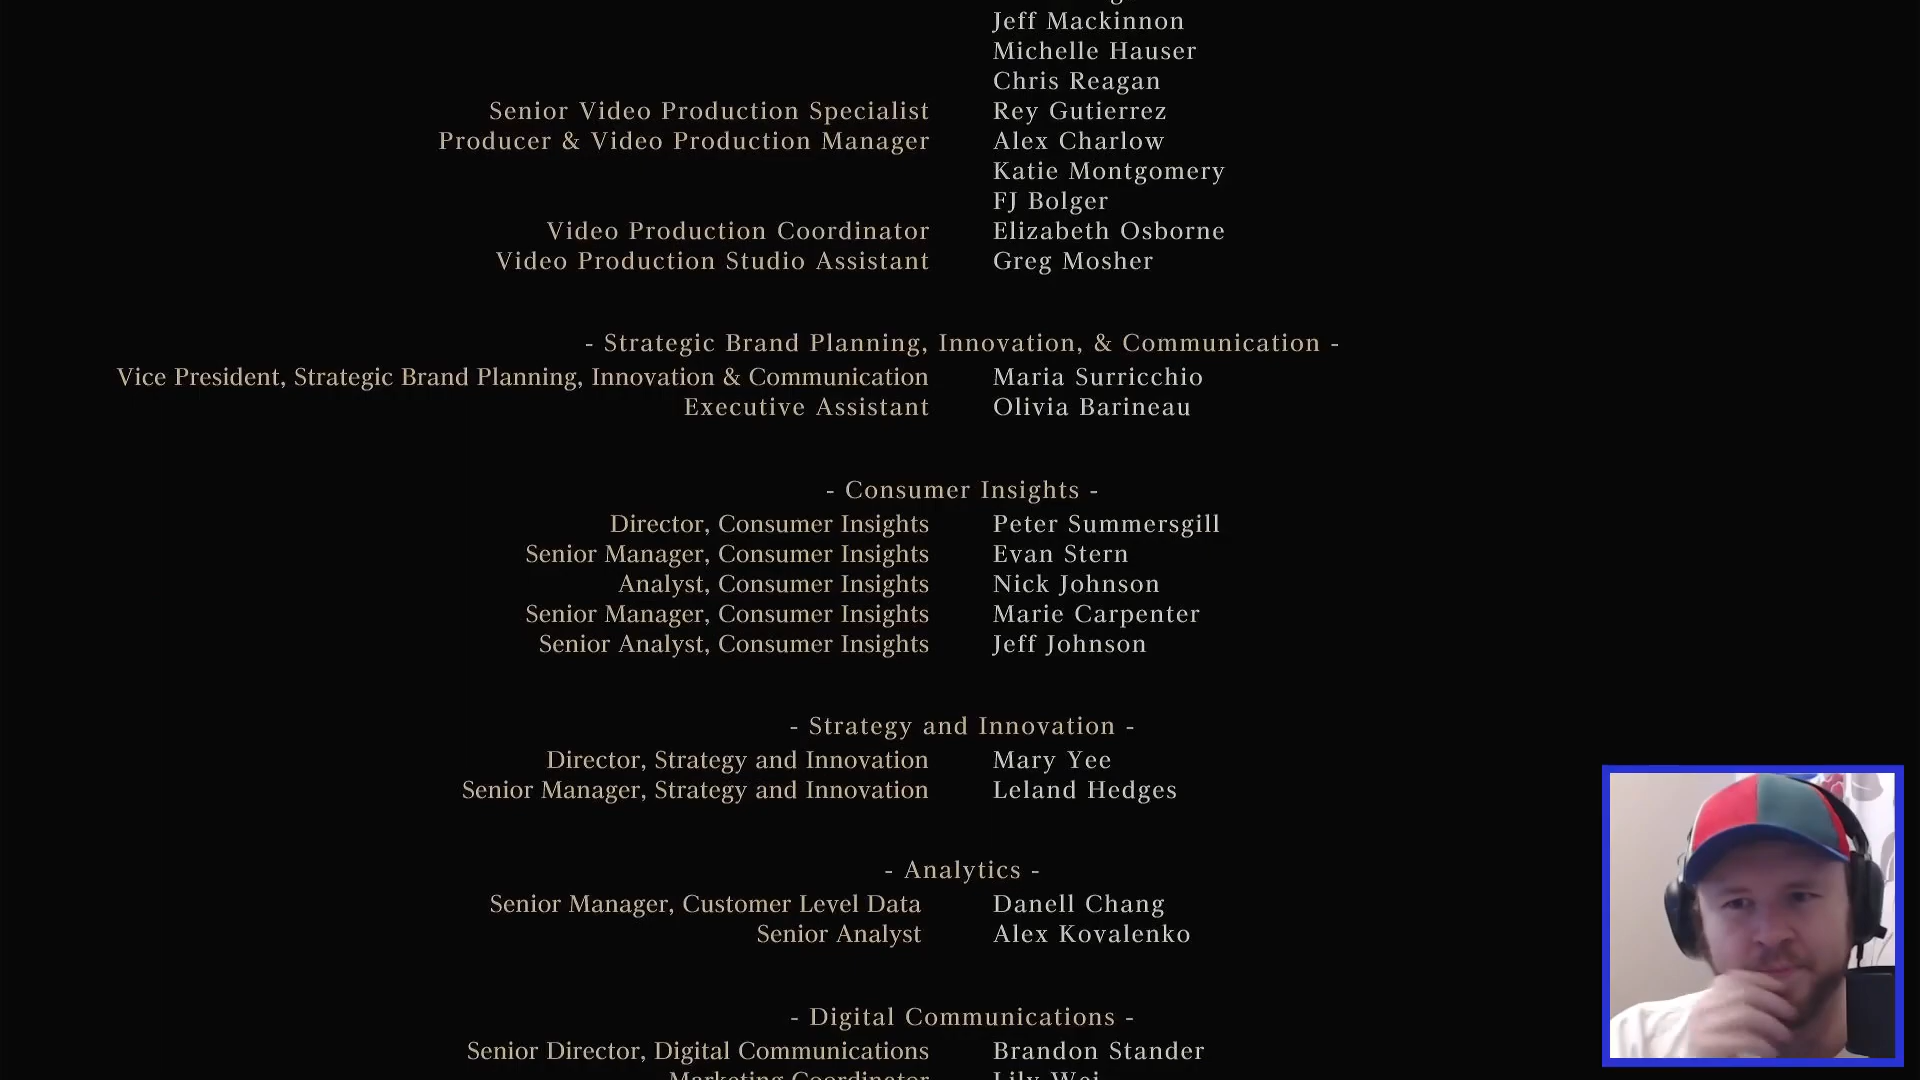 Jeff Mackinnon
Michelle Hauser
Chris Reagan
Senior Video Production Specialist Rey Gutierrez
Producer & Video Production Manager Alex Charlow
Katie Montgomery
FJ Bolger
Video Production Coordinator Elizabeth Osborne
Video Production Studio Assistant Greg Mosher
- Strategic Brand Planning, Innovation, & Communication -
Vice President, Strategic Brand Planning, Innovation & Communication Maria Surricchio
Executive Assistant Olivia Barineau
- Consumer Insights -
Director, Consumer Insights Peter Summersgill
Senior Manager, Consumer Insights Evan Stern
Analyst, Consumer Insights Nick Johnson
Senior Manager, Consumer Insights Marie Carpenter
Senior Analyst, Consumer Insights Jeff Johnson
- Strategy and Innovation -
Director, Strategy and Innovation Mary Yee
Senior Manager, Strategy and Innovation Leland Hedges
- Analytics -
Senior Manager, Customer Level Data Danell Chang
Senior Analyst Alex Kovalenko
- Digital Communications -
Senior Director, Digital Communications Brandon Stander
Marketing Coordinator Lily Wei